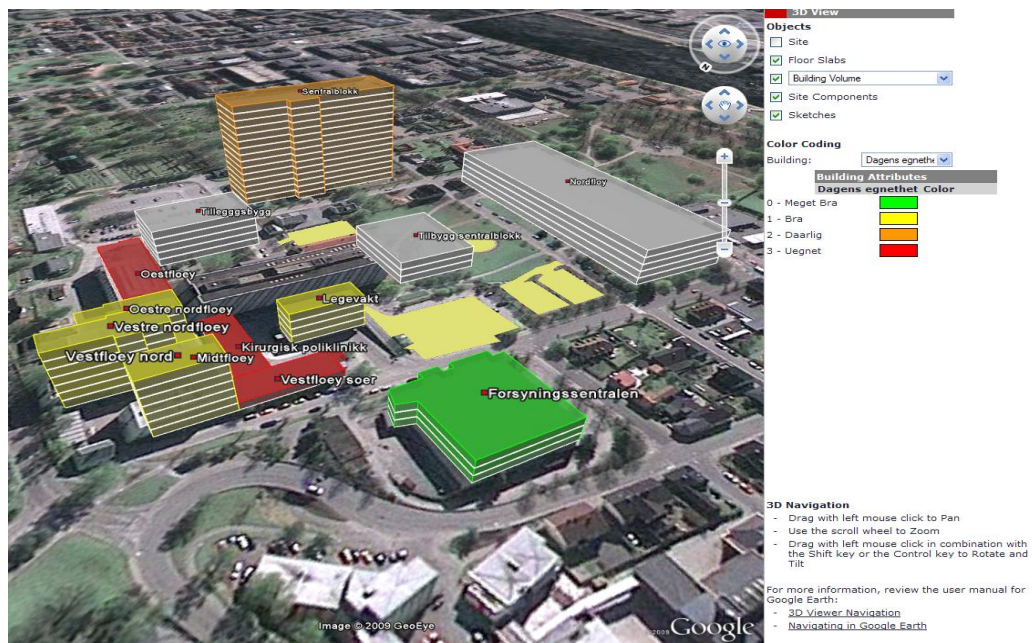 3D View
Objects
Site
Floor Slabs
Building Volume
Site Components
Sketches
Color Coding
Building: Dagens egnethe
Building Attributes
Dagens egnethet Color
0 - Meget Bra
1 - Bra
2 - Daarlig
3 - Uegnet
Sentralblokk
Nordfloy
Tillegggsbygg
Tilbygg sentralblokk
Oestfloey
Legevakt
Oestre nordfloey
Vestre nordfloey
Kirurgisk poliklinikk
Vestfloey nord
Midtfloey
Vestfloey soer
Forsyningssentralen
N
Image © 2009 GeoEye
©2009 Google
3D Navigation
- Drag with left mouse click to Pan
- Use the scroll wheel to Zoom
- Drag with left mouse click in combination with
the Shift key or the Control key to Rotate and
Tilt
For more information, review the user manual for
Google Earth:
- 3D Viewer Navigation
- Navigating in Google Earth